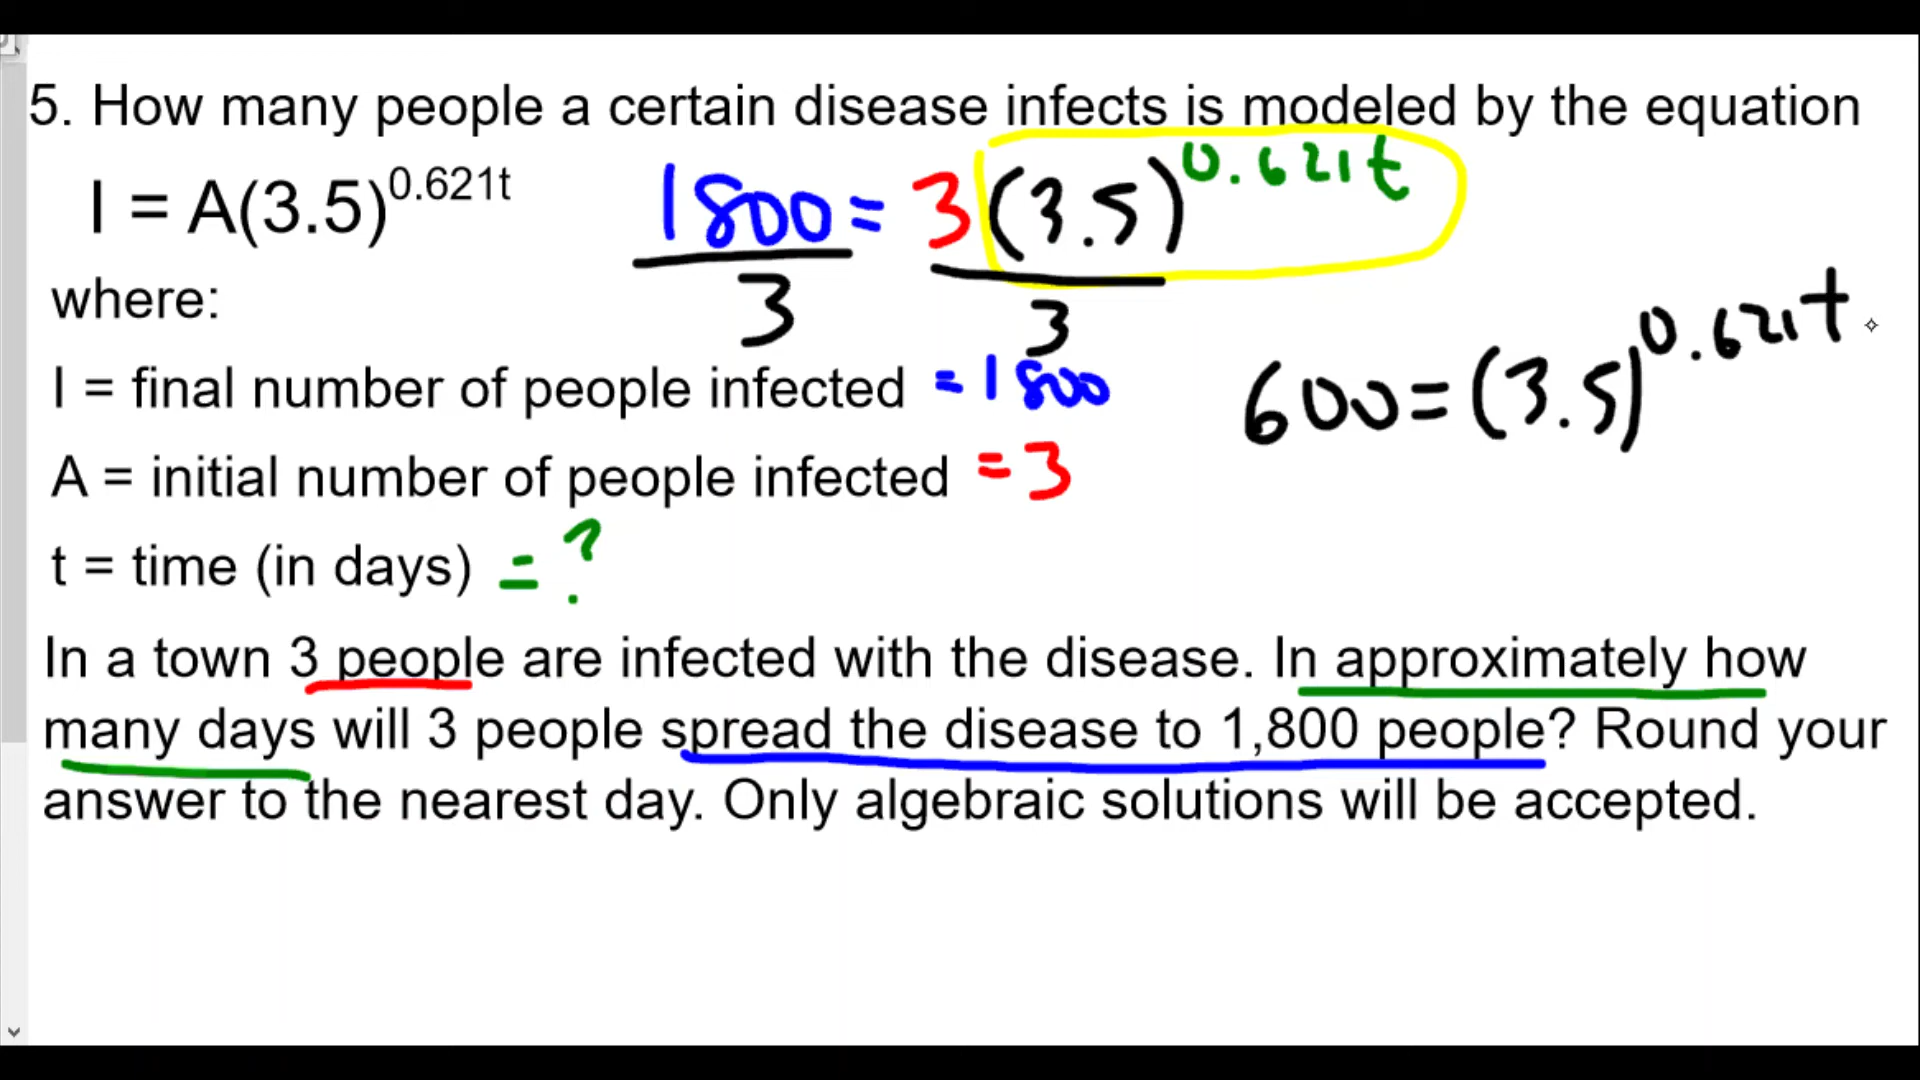 5. How many people a certain disease infects is modeled by the equation
I = A(3.5)^0.621t
1800 = 3(3.5)^0.621t
3 3
where:
600 = (3.5)^0.621t
I = final number of people infected = 1800
A = initial number of people infected = 3
t = time (in days) = ?
In a town 3 people are infected with the disease. In approximately how
many days will 3 people spread the disease to 1,800 people? Round your
answer to the nearest day. Only algebraic solutions will be accepted.